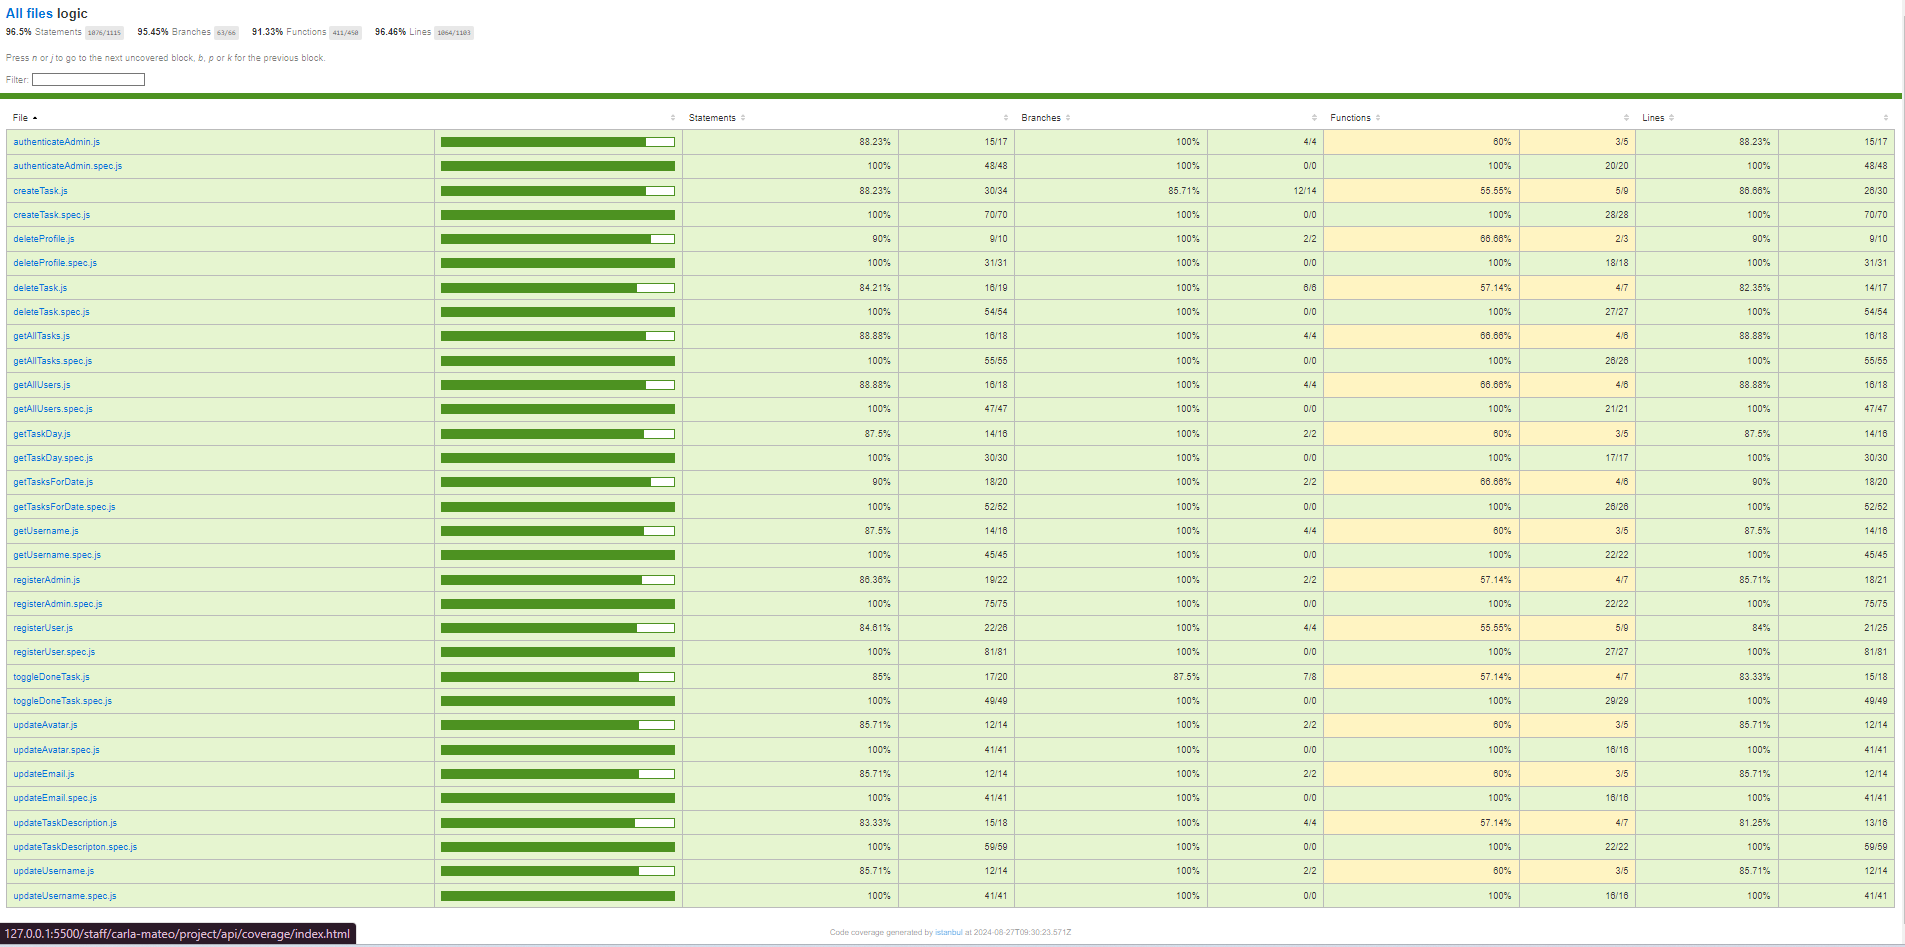 All files logic
96.5% Statements 1076/1115 95.45% Branches 63/66 91.33% Functions 411/450 96.46% Lines 1064/1103
Press n or j to go to the next uncovered block, b, p or k for the previous block.
Filter:
File Statements Branches Functions Lines
authenticateAdmin.js 88.23% 15/17 100% 4/4 60% 3/5 88.23% 15/17
authenticateAdmin.spec.js 100% 48/48 100% 0/0 100% 20/20 100% 48/48
createTask.js 88.23% 30/34 85.71% 12/14 55.55% 5/9 86.66% 26/30
createTask.spec.js 100% 70/70 100% 0/0 100% 28/28 100% 70/70
deleteProfile.js 90% 9/10 100% 2/2 66.66% 2/3 90% 9/10
deleteProfile.spec.js 100% 31/31 100% 0/0 100% 18/18 100% 31/31
deleteTask.js 84.21% 16/19 100% 6/6 57.14% 4/7 82.35% 14/17
deleteTask.spec.js 100% 54/54 100% 0/0 100% 27/27 100% 54/54
getAllTasks.js 88.88% 16/18 100% 4/4 66.66% 4/6 88.88% 16/18
getAllTasks.spec.js 100% 55/55 100% 0/0 100% 26/26 100% 55/55
getAllUsers.js 88.88% 16/18 100% 4/4 66.66% 4/6 88.88% 16/18
getAllUsers.spec.js 100% 47/47 100% 0/0 100% 21/21 100% 47/47
getTaskDay.js 87.5% 14/16 100% 2/2 60% 3/5 87.5% 14/16
getTaskDay.spec.js 100% 30/30 100% 0/0 100% 17/17 100% 30/30
getTasksForDate.js 90% 18/20 100% 2/2 66.66% 4/6 90% 18/20
getTasksForDate.spec.js 100% 52/52 100% 0/0 100% 26/26 100% 52/52
getUsername.js 87.5% 14/16 100% 4/4 60% 3/5 87.5% 14/16
getUsername.spec.js 100% 45/45 100% 0/0 100% 22/22 100% 45/45
registerAdmin.js 86.36% 19/22 100% 2/2 57.14% 4/7 85.71% 18/21
registerAdmin.spec.js 100% 75/75 100% 0/0 100% 22/22 100% 75/75
registerUser.js 84.61% 22/26 100% 4/4 55.55% 5/9 84% 21/25
registerUser.spec.js 100% 81/81 100% 0/0 100% 27/27 100% 81/81
toggleDoneTask.js 85% 17/20 87.5% 7/8 57.14% 4/7 83.33% 15/18
toggleDoneTask.spec.js 100% 49/49 100% 0/0 100% 29/29 100% 49/49
updateAvatar.js 85.71% 12/14 100% 2/2 60% 3/5 85.71% 12/14
updateAvatar.spec.js 100% 41/41 100% 0/0 100% 16/16 100% 41/41
updateEmail.js 85.71% 12/14 100% 2/2 60% 3/5 85.71% 12/14
updateEmail.spec.js 100% 41/41 100% 0/0 100% 16/16 100% 41/41
updateTaskDescription.js 83.33% 15/18 100% 4/4 57.14% 4/7 81.25% 13/16
updateTaskDescripton.spec.js 100% 59/59 100% 0/0 100% 22/22 100% 59/59
updateUsername.js 85.71% 12/14 100% 2/2 60% 3/5 85.71% 12/14
updateUsername.spec.js 100% 41/41 100% 0/0 100% 16/16 100% 41/41
Code coverage generated by istanbul at 2024-08-27T09:30:23.571Z
127.0.0.1:5500/staff/carla-mateo/project/api/coverage/index.html